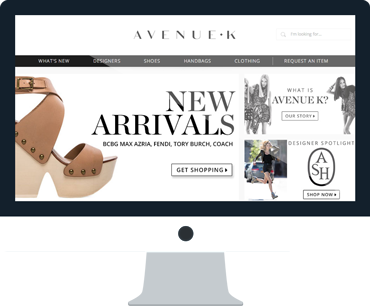 AVENUE•K
I'm looking for...
WHAT'S NEW DESIGNERS SHOES HANDBAGS CLOTHING REQUEST AN ITEM
NEW
ARRIVALS
BCBG MAX AZRIA, FENDI, TORY BURCH, COACH
GET SHOPPING
WHAT IS
AVENUE K?
OUR STORY
DESIGNER SPOTLIGHT
ASH
SHOP NOW